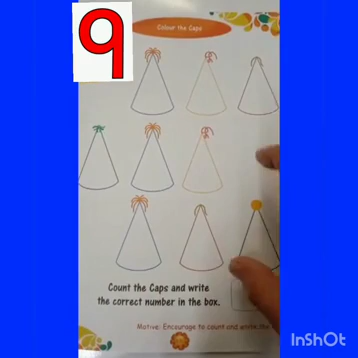 9
Colour the Caps
Count the Caps and write
the correct number in the box.
Motive: Encourage to count and write the
InShOt